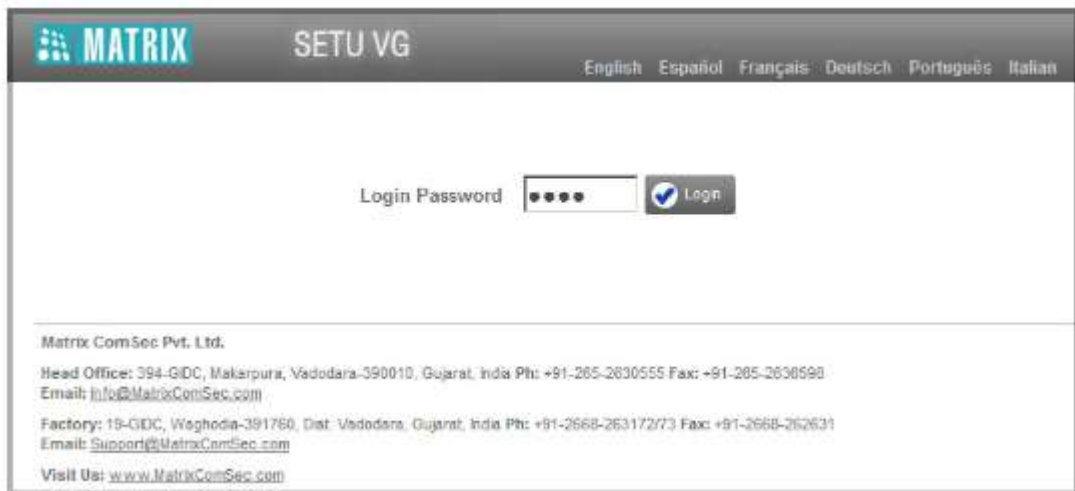 MATRIX
SETU VG
English Español Français Deutsch Português Italian
Login Password
Login
Matrix ComSec Pvt. Ltd.
Head Office: 394-GIDC, Makarpura, Vadodara-390010, Gujarat, India Ph: +91-265-2630555 Fax: +91-265-2636598
Email: Info@MatrixComSec.com
Factory: 19-GIDC, Waghodia-391760, Dist. Vadodara, Gujarat, India Ph: +91-2668-263172/73 Fax: +91-2668-262631
Email: Support@MatrixComSec.com
Visit Us: www.MatrixComSec.com